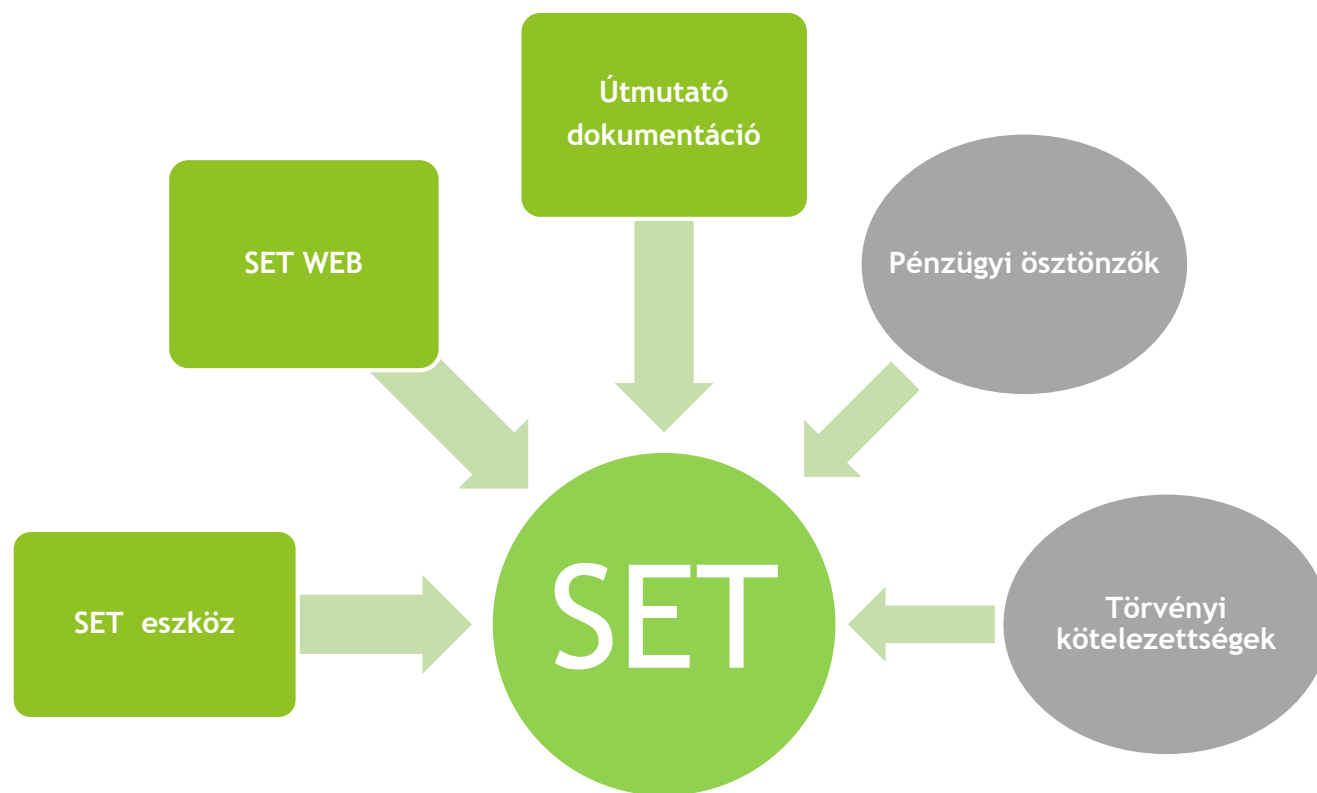 Útmutató
dokumentáció
SET WEB
Pénzügyi ösztönzők
SET
SET eszköz
Törvényi
kötelezettségek